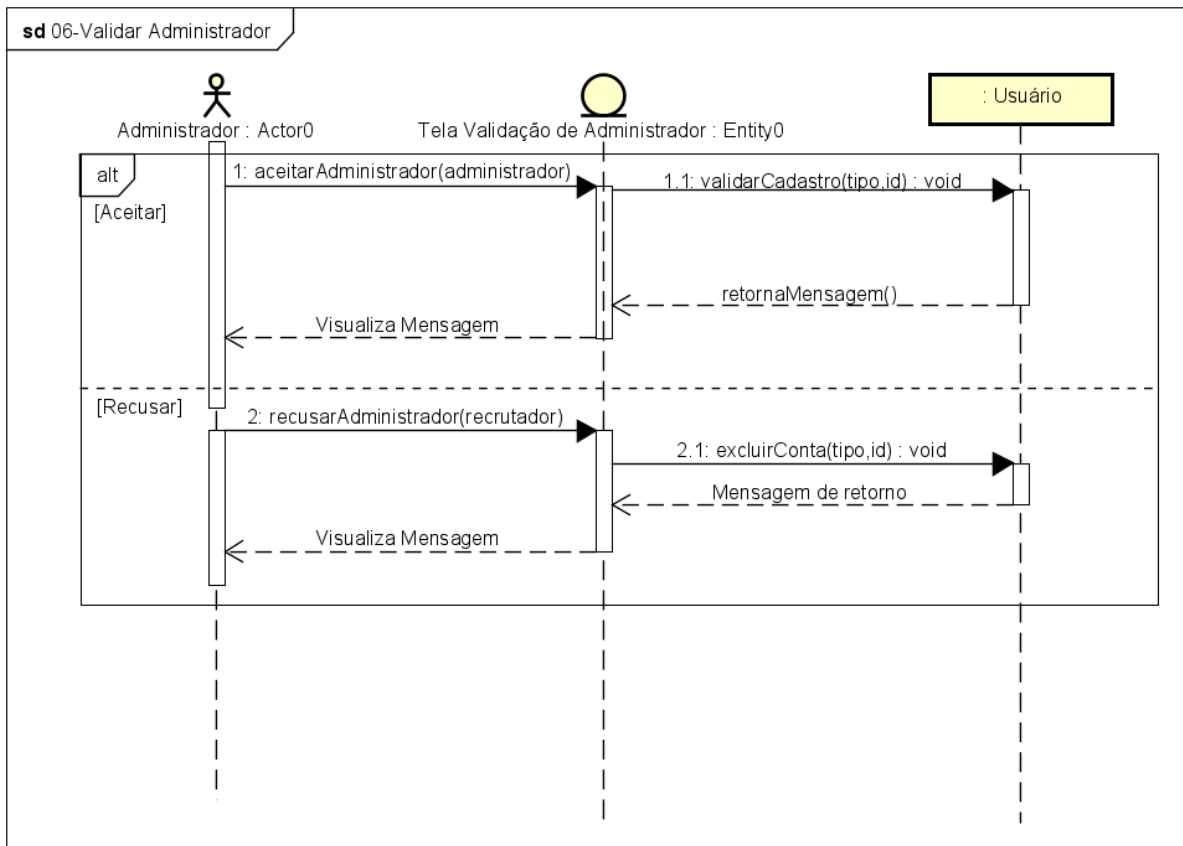 sd 06-Validar Administrador
Administrador : Actor0
Tela Validação de Administrador : Entity0
: Usuário
alt
[Aceitar]
1: aceitarAdministrador(administrador)
1.1: validarCadastro(tipo,id) : void
retornaMensagem()
Visualiza Mensagem
[Recusar]
2: recusarAdministrador(recrutador)
2.1: excluirConta(tipo,id) : void
Mensagem de retorno
Visualiza Mensagem